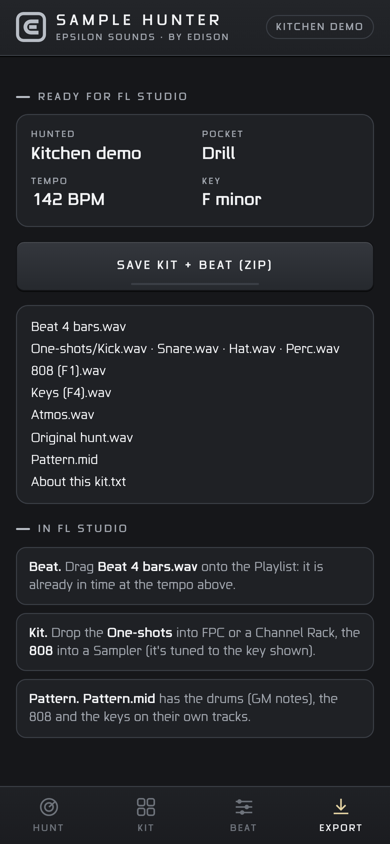 SAMPLE HUNTER
EPSILON SOUNDS · BY EDISON
KITCHEN DEMO
READY FOR FL STUDIO
HUNTED
Kitchen demo
POCKET
Drill
TEMPO
142 BPM
KEY
F minor
SAVE KIT + BEAT (ZIP)
Beat 4 bars.wav
One-shots/Kick.wav · Snare.wav · Hat.wav · Perc.wav
808 (F1).wav
Keys (F4).wav
Atmos.wav
Original hunt.wav
Pattern.mid
About this kit.txt
IN FL STUDIO
Beat. Drag Beat 4 bars.wav onto the Playlist: it is
already in time at the tempo above.
Kit. Drop the One-shots into FPC or a Channel Rack, the
808 into a Sampler (it's tuned to the key shown).
Pattern. Pattern.mid has the drums (GM notes), the
808 and the keys on their own tracks.
HUNT
KIT
BEAT
EXPORT